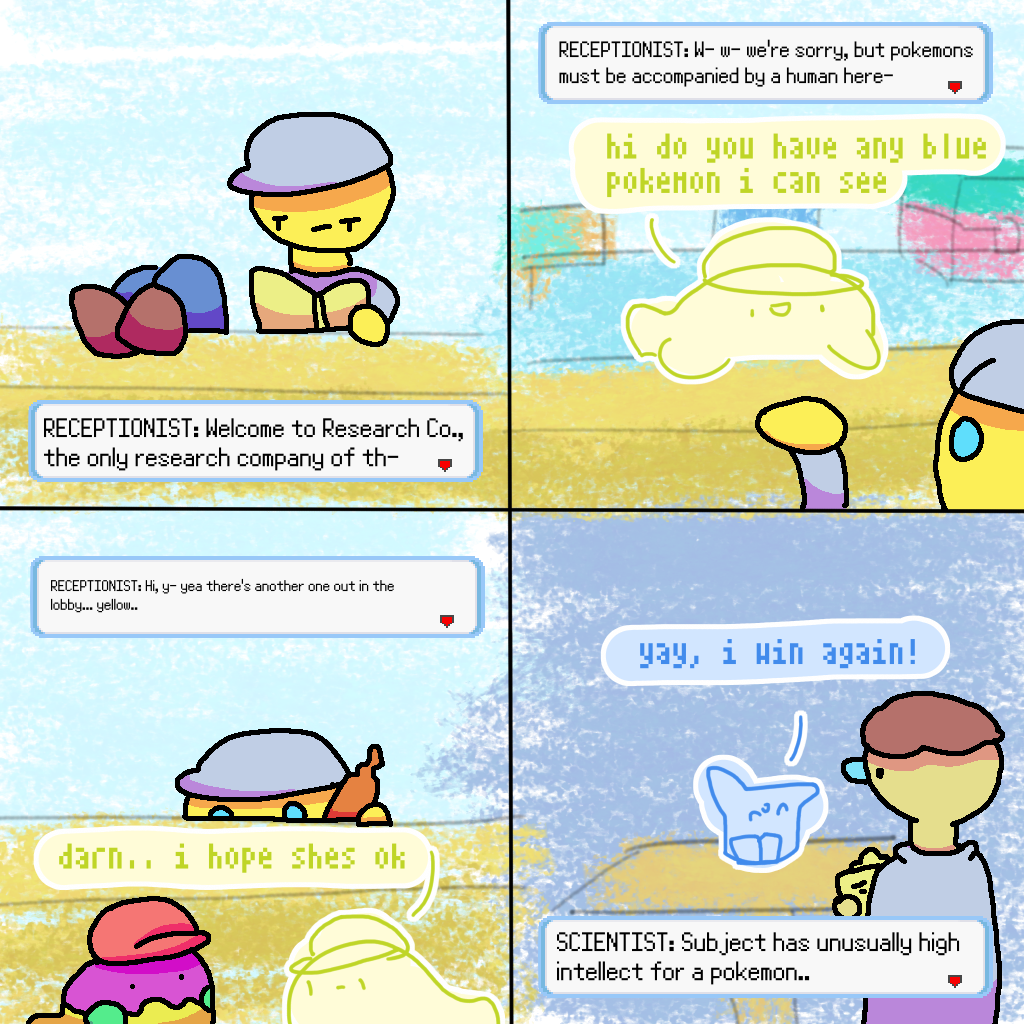 RECEPTIONIST: Welcome to Research Co.,
the only research company of th-
RECEPTIONIST: W- w- we're sorry, but pokemons
must be accompanied by a human here-
hi do you have any blue
pokemon i can see
RECEPTIONIST: Hi, y- yea there's another one out in the
lobby... yellow..
darn.. i hope shes ok
yay, i win again!
SCIENTIST: Subject has unusually high
intellect for a pokemon..